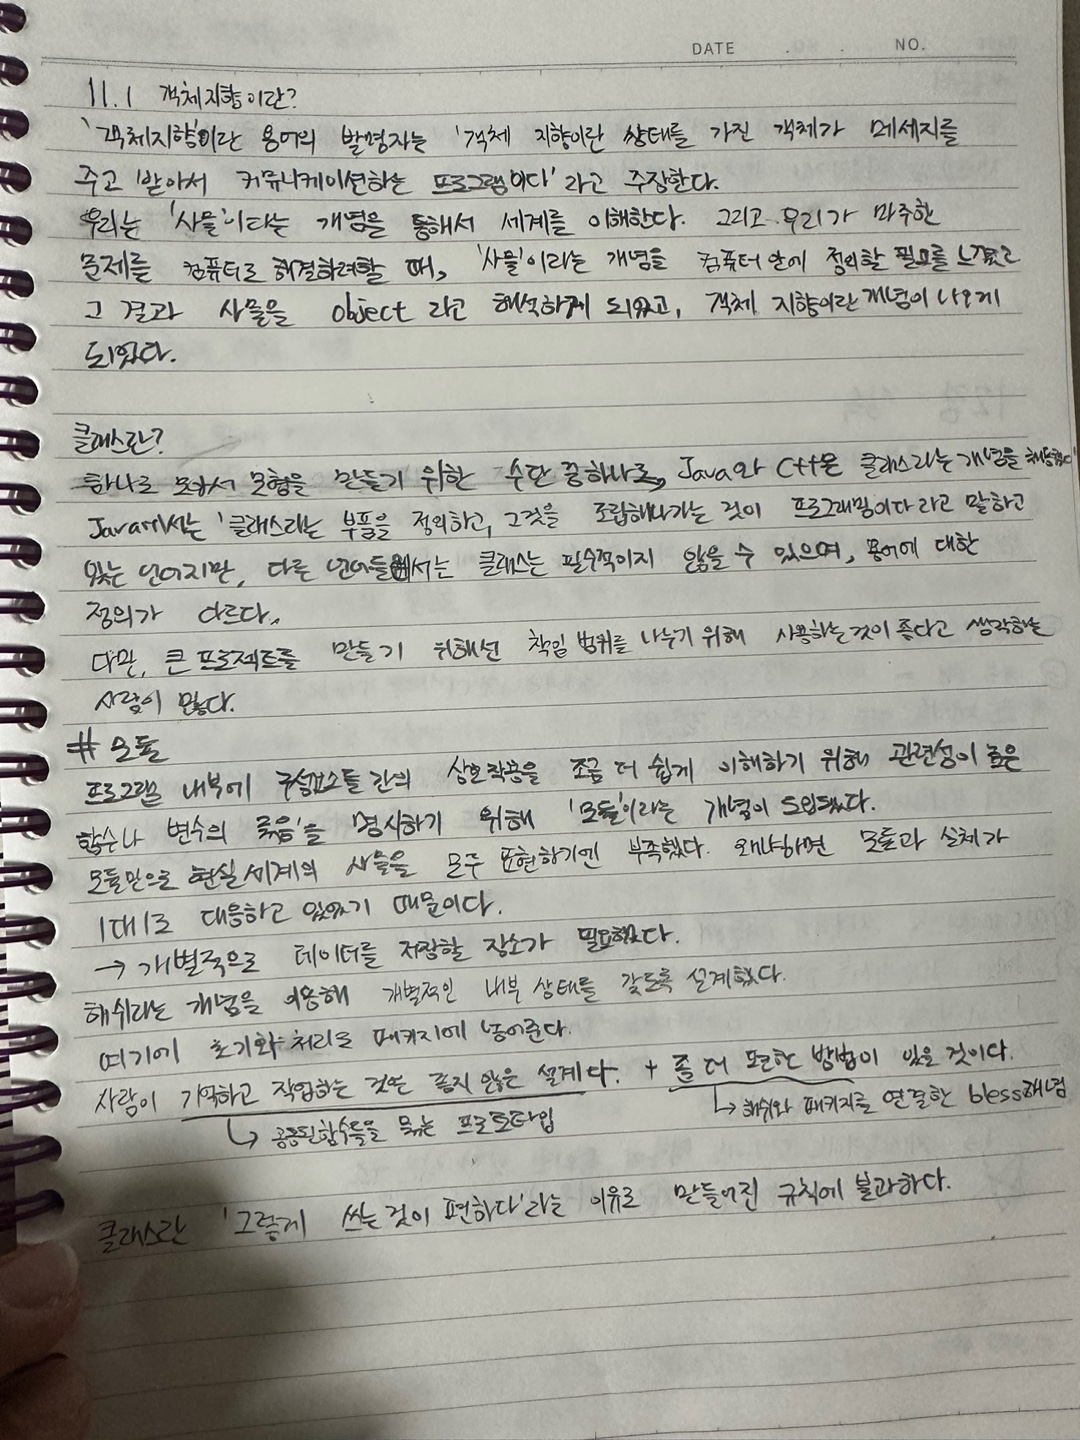 DATE . . NO.
11.1 객체지향이란?
'객체지향'이란 용어의 발명자는 '객체 지향이란 상태를 가진 객체가 메세지를
주고 받아서 커뮤니케이션하는 프로그램이다' 라고 주장한다.
우리는 '사물'이다는 개념을 통해서 세계를 이해한다. 그리고 우리가 마주한
문제를 컴퓨터로 해결하려할 때, '사물'이라는 개념을 컴퓨터 안에 정의할 필요를 느꼈고
그 결과 사물을 object 라고 해석하게 되었고, 객체 지향이란 개념이 나오게
되었다.
클래스란?
하나로 모아서 모형을 만들기 위한 수단 중 하나로, Java와 C++은 클래스라는 개념을
Java에서는 '클래스라는 부품을 정의하고, 그것을 조립해나가는 것이 프로그래밍이다 라고 말하고
있는 언어지만, 다른 언어들에서는 클래스는 필수적이지 않을 수 있으며, 용어에 대한
정의가 다르다.
다만, 큰 프로젝트를 만들기 위해선 책임 범위를 나누기 위해 사용하는 것이 좋다고 생각하는
사람이 많다.
# 모듈
프로그램 내부에 구성요소들 간의 상호작용을 조금 더 쉽게 이해하기 위해 관련성이 높은
함수나 변수의 묶음'을 명시하기 위해 '모듈'이라는 개념이 도입됐다.
모듈만으로 현실세계의 사물을 모두 표현하기엔 부족했다. 왜냐하면 모듈과 실체가
1대1로 대응하고 있었기 때문이다.
→ 개별적으로 데이터를 저장할 장소가 필요했다.
해쉬라는 개념을 이용해 개별적인 내부 상태를 갖도록 설계했다.
여기에 초기화 처리도 패키지에 넣어준다.
사람이 기억하고 작업하는 것은 좋지 않은 설계다. + 좀 더 편한 방법이 있을 것이다.
↳ 공통된함수들을 묶는 프로토타입 ↳ 해쉬와 패키지를 연결한 bless개념
클래스란 '그렇게 쓰는 것이 편하다'라는 이유로 만들어진 규칙에 불과하다.